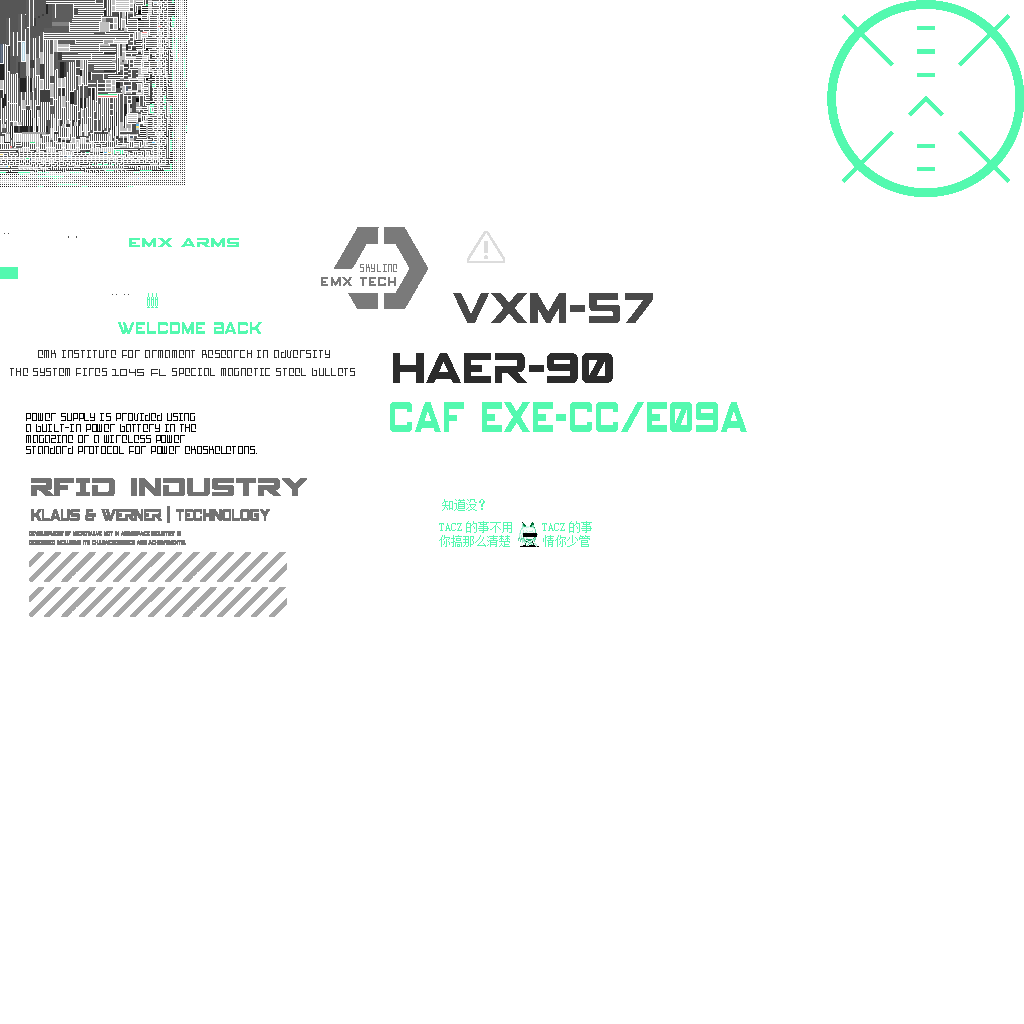 EMX ARMS
SKYLINE
EMX TECH
VXM-57
WELCOME BACK
EMX INSTITUTE FOR ARMAMENT RESEARCH IN ADVERSITY
THE SYSTEM FIRES 1045 FL SPECIAL MAGNETIC STEEL BULLETS
HAER-90
CAF EXE-CC/E09A
POWER SUPPLY IS PROVIDED USING
A BUILT-IN POWER BATTERY IN THE
MAGAZINE OR A WIRELESS POWER
STANDARD PROTOCOL FOR POWER EXOSKELETONS.
RFID INDUSTRY
KLAUS & WERNER | TECHNOLOGY
知道没?
TACZ 的事不用
你搞那么清楚
TACZ 的事
情你少管